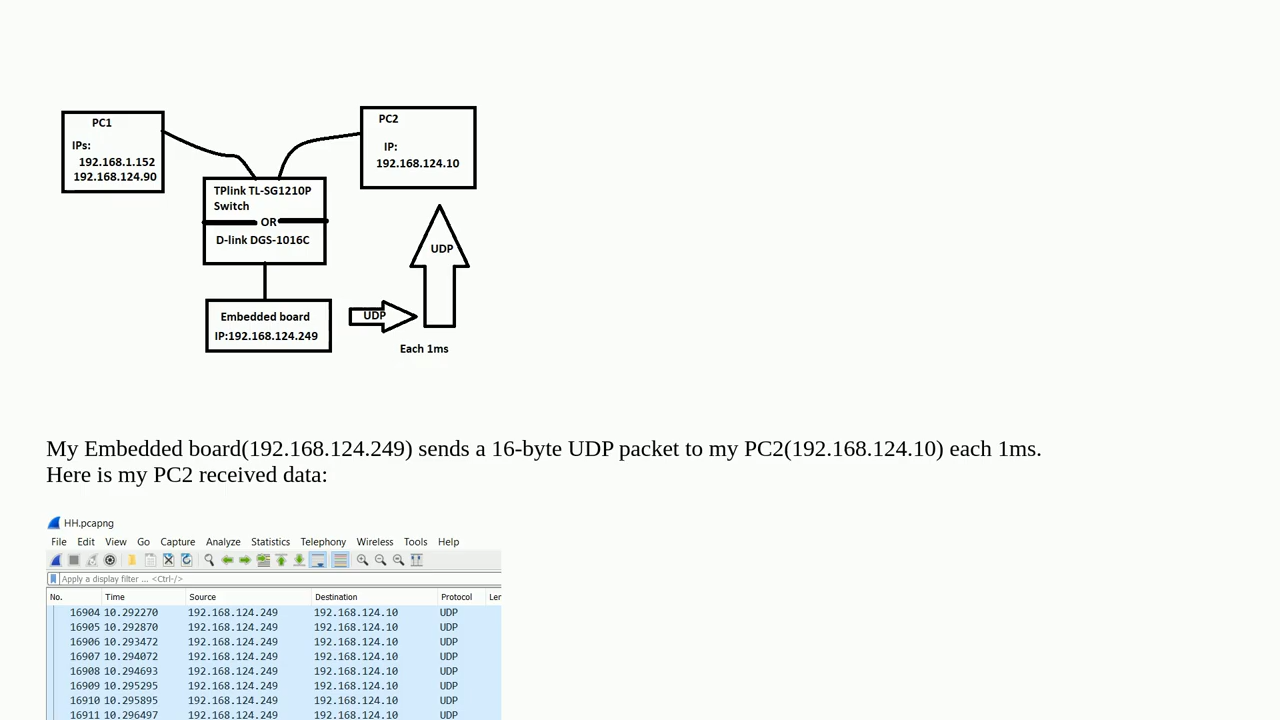 PC1
IPs:
192.168.1.152
192.168.124.90
PC2
IP:
192.168.124.10
TPlink TL-SG1210P
Switch
OR
D-link DGS-1016C
UDP
Embedded board
IP:192.168.124.249
UDP
Each 1ms
My Embedded board(192.168.124.249) sends a 16-byte UDP packet to my PC2(192.168.124.10) each 1ms.
Here is my PC2 received data:
HH.pcapng
File Edit View Go Capture Analyze Statistics Telephony Wireless Tools Help
Apply a display filter ... <Ctrl-/>
No. Time Source Destination Protocol Ler
16904 10.292270 192.168.124.249 192.168.124.10 UDP
16905 10.292870 192.168.124.249 192.168.124.10 UDP
16906 10.293472 192.168.124.249 192.168.124.10 UDP
16907 10.294072 192.168.124.249 192.168.124.10 UDP
16908 10.294693 192.168.124.249 192.168.124.10 UDP
16909 10.295295 192.168.124.249 192.168.124.10 UDP
16910 10.295895 192.168.124.249 192.168.124.10 UDP
16911 10.296497 192.168.124.249 192.168.124.10 UDP